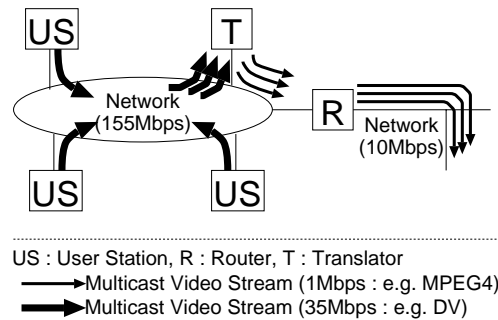 US
T
Network
(155Mbps)
R
Network
(10Mbps)
US
US
US : User Station, R : Router, T : Translator
Multicast Video Stream (1Mbps : e.g. MPEG4)
Multicast Video Stream (35Mbps : e.g. DV)